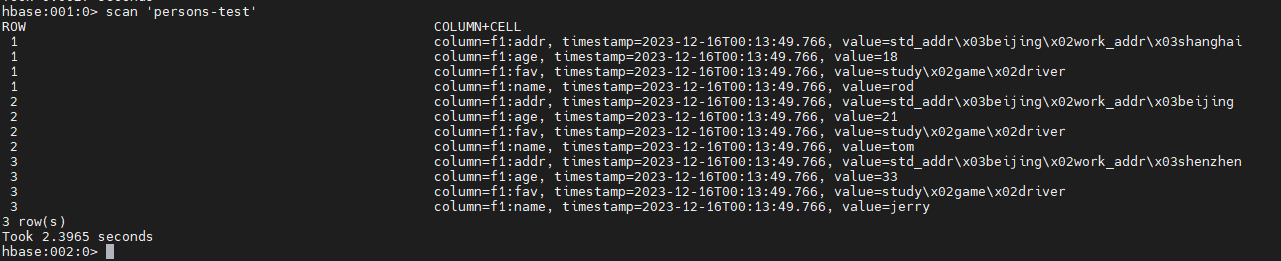 hbase:001:0> scan 'persons-test'
ROW COLUMN+CELL
1 column=f1:addr, timestamp=2023-12-16T00:13:49.766, value=std_addr\x03beijing\x02work_addr\x03shanghai
1 column=f1:age, timestamp=2023-12-16T00:13:49.766, value=18
1 column=f1:fav, timestamp=2023-12-16T00:13:49.766, value=study\x02game\x02driver
1 column=f1:name, timestamp=2023-12-16T00:13:49.766, value=rod
2 column=f1:addr, timestamp=2023-12-16T00:13:49.766, value=std_addr\x03beijing\x02work_addr\x03beijing
2 column=f1:age, timestamp=2023-12-16T00:13:49.766, value=21
2 column=f1:fav, timestamp=2023-12-16T00:13:49.766, value=study\x02game\x02driver
2 column=f1:name, timestamp=2023-12-16T00:13:49.766, value=tom
3 column=f1:addr, timestamp=2023-12-16T00:13:49.766, value=std_addr\x03beijing\x02work_addr\x03shenzhen
3 column=f1:age, timestamp=2023-12-16T00:13:49.766, value=33
3 column=f1:fav, timestamp=2023-12-16T00:13:49.766, value=study\x02game\x02driver
3 column=f1:name, timestamp=2023-12-16T00:13:49.766, value=jerry
3 row(s)
Took 2.3965 seconds
hbase:002:0>